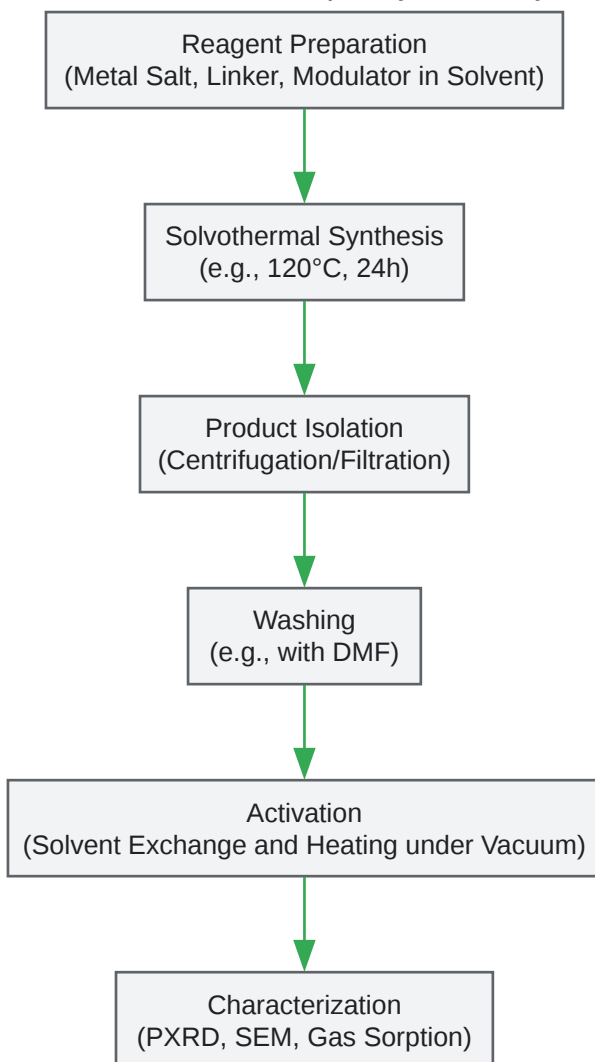 Reagent Preparation
(Metal Salt, Linker, Modulator in Solvent)
Solvothermal Synthesis
(e.g., 120°C, 24h)
Product Isolation
(Centrifugation/Filtration)
Washing
(e.g., with DMF)
Activation
(Solvent Exchange and Heating under Vacuum)
Characterization
(PXRD, SEM, Gas Sorption)